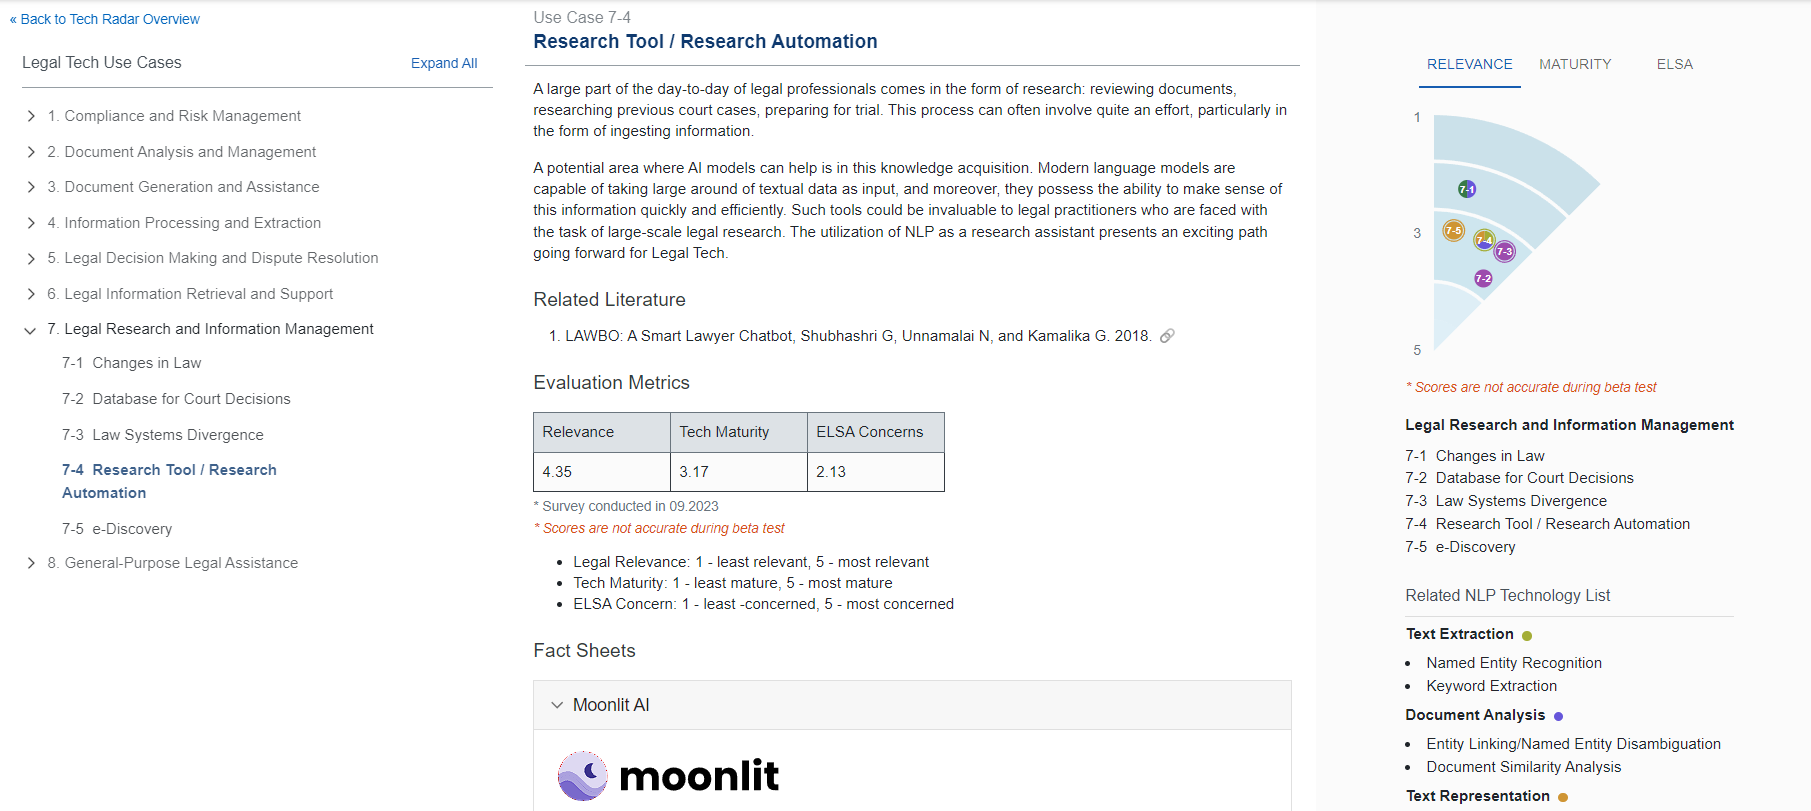 « Back to Tech Radar Overview
Legal Tech Use Cases
Expand All
1. Compliance and Risk Management
2. Document Analysis and Management
3. Document Generation and Assistance
4. Information Processing and Extraction
5. Legal Decision Making and Dispute Resolution
6. Legal Information Retrieval and Support
7. Legal Research and Information Management
7-1 Changes in Law
7-2 Database for Court Decisions
7-3 Law Systems Divergence
7-4 Research Tool / Research
Automation
7-5 e-Discovery
8. General-Purpose Legal Assistance
Use Case 7-4
Research Tool / Research Automation
A large part of the day-to-day of legal professionals comes in the form of research: reviewing documents,
researching previous court cases, preparing for trial. This process can often involve quite an effort, particularly in
the form of ingesting information.
A potential area where AI models can help is in this knowledge acquisition. Modern language models are
capable of taking large around of textual data as input, and moreover, they possess the ability to make sense of
this information quickly and efficiently. Such tools could be invaluable to legal practitioners who are faced with
the task of large-scale legal research. The utilization of NLP as a research assistant presents an exciting path
going forward for Legal Tech.
Related Literature
1. LAWBO: A Smart Lawyer Chatbot, Shubhashri G, Unnamalai N, and Kamalika G. 2018.
Evaluation Metrics
Relevance Tech Maturity ELSA Concerns
4.35 3.17 2.13
* Survey conducted in 09.2023
* Scores are not accurate during beta test
• Legal Relevance: 1 - least relevant, 5 - most relevant
• Tech Maturity: 1 - least mature, 5 - most mature
• ELSA Concern: 1 - least -concerned, 5 - most concerned
Fact Sheets
Moonlit AI
moonlit
RELEVANCE MATURITY ELSA
1
7-1
3
7-5
7-4
7-3
7-2
5
* Scores are not accurate during beta test
Legal Research and Information Management
7-1 Changes in Law
7-2 Database for Court Decisions
7-3 Law Systems Divergence
7-4 Research Tool / Research Automation
7-5 e-Discovery
Related NLP Technology List
Text Extraction
• Named Entity Recognition
• Keyword Extraction
Document Analysis
• Entity Linking/Named Entity Disambiguation
• Document Similarity Analysis
Text Representation